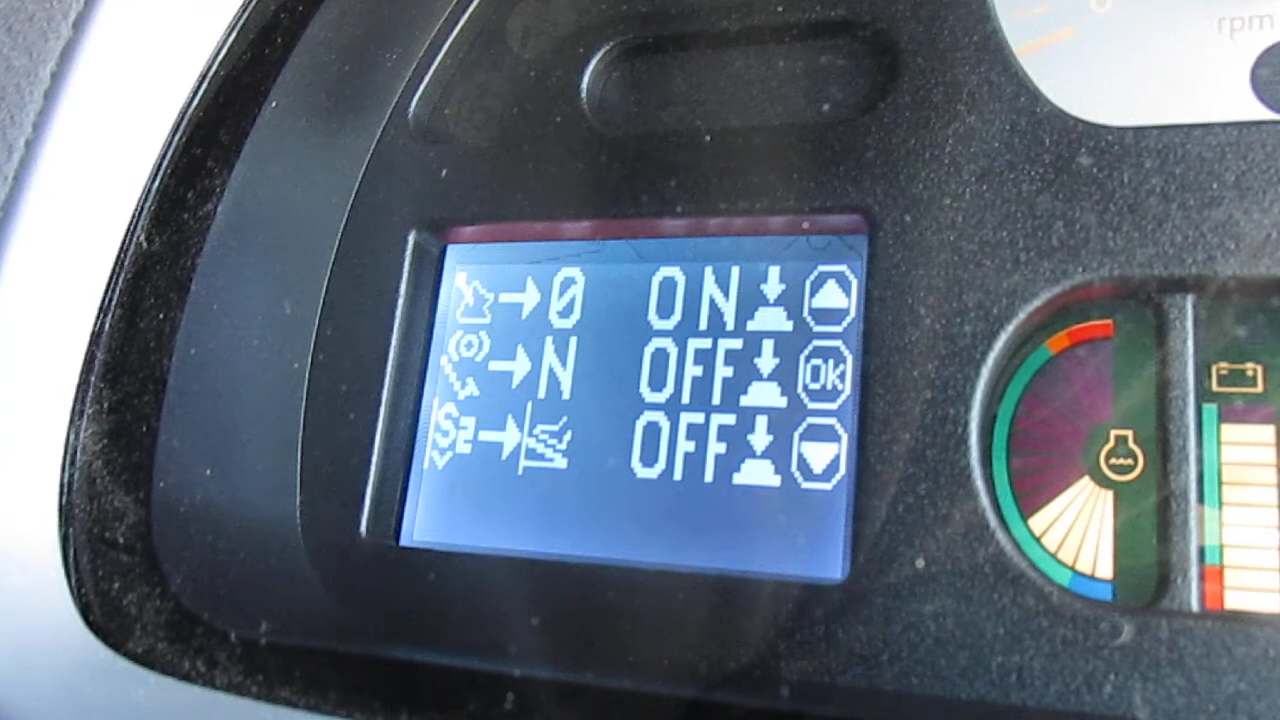 rpm
→0 ON
→N OFF Ok
S2→ OFF